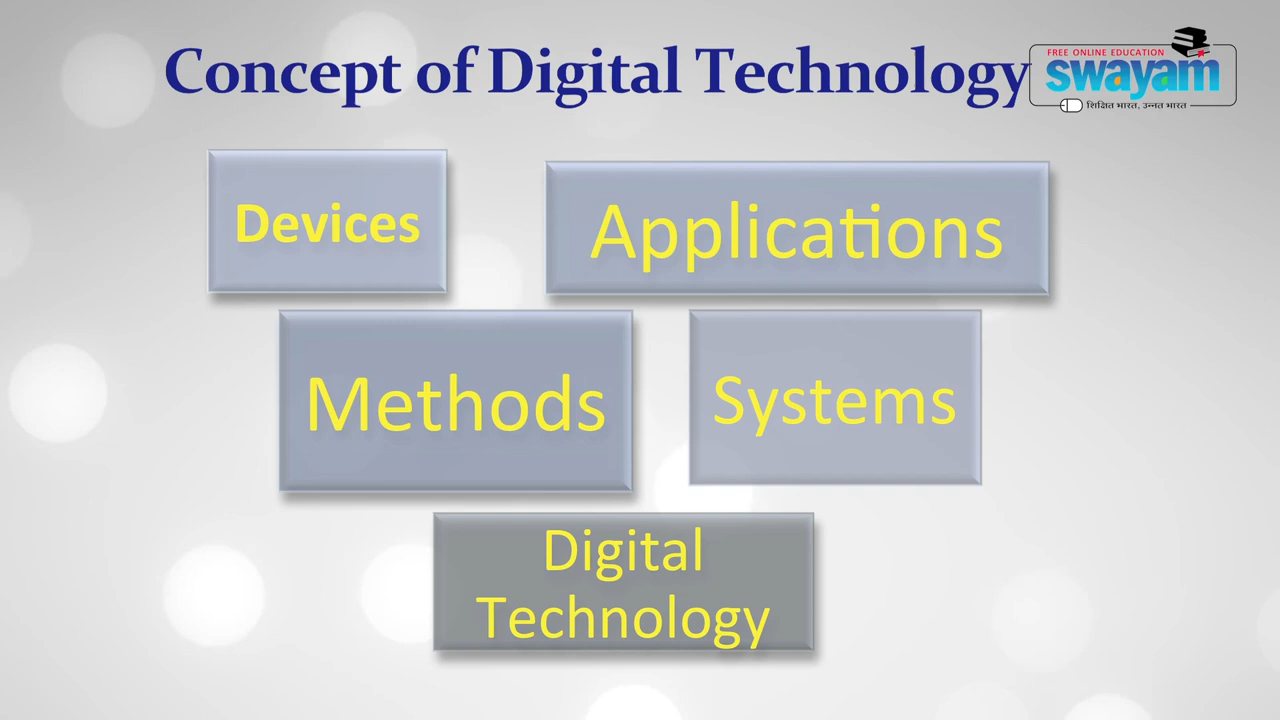 Concept of Digital Technology
FREE ONLINE EDUCATION
swayam
शिक्षित भारत, उन्नत भारत
Devices
Applications
Methods
Systems
Digital
Technology